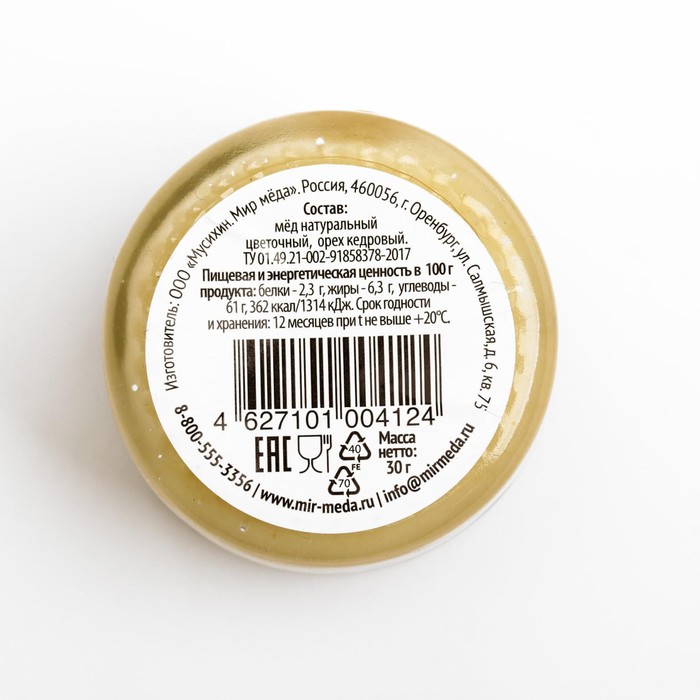 Изготовитель: ООО «Мусихин. Мир мёда». Россия, 460056, г. Оренбург, ул. Салмышская, д. 6, кв. 75
Состав:
мёд натуральный
цветочный, орех кедровый.
ТУ 01.49.21-002-91858378-2017
Пищевая и энергетическая ценность в 100 г
продукта: белки - 2,3 г, жиры - 6,3 г, углеводы -
61 г, 362 ккал/1314 кДж. Срок годности
и хранения: 12 месяцев при t не выше +20°С.
4 627101 004124
EAC
40
FE
70
Масса
нетто:
30 г
8-800-555-3356 | www.mir-meda.ru | info@mirmeda.ru